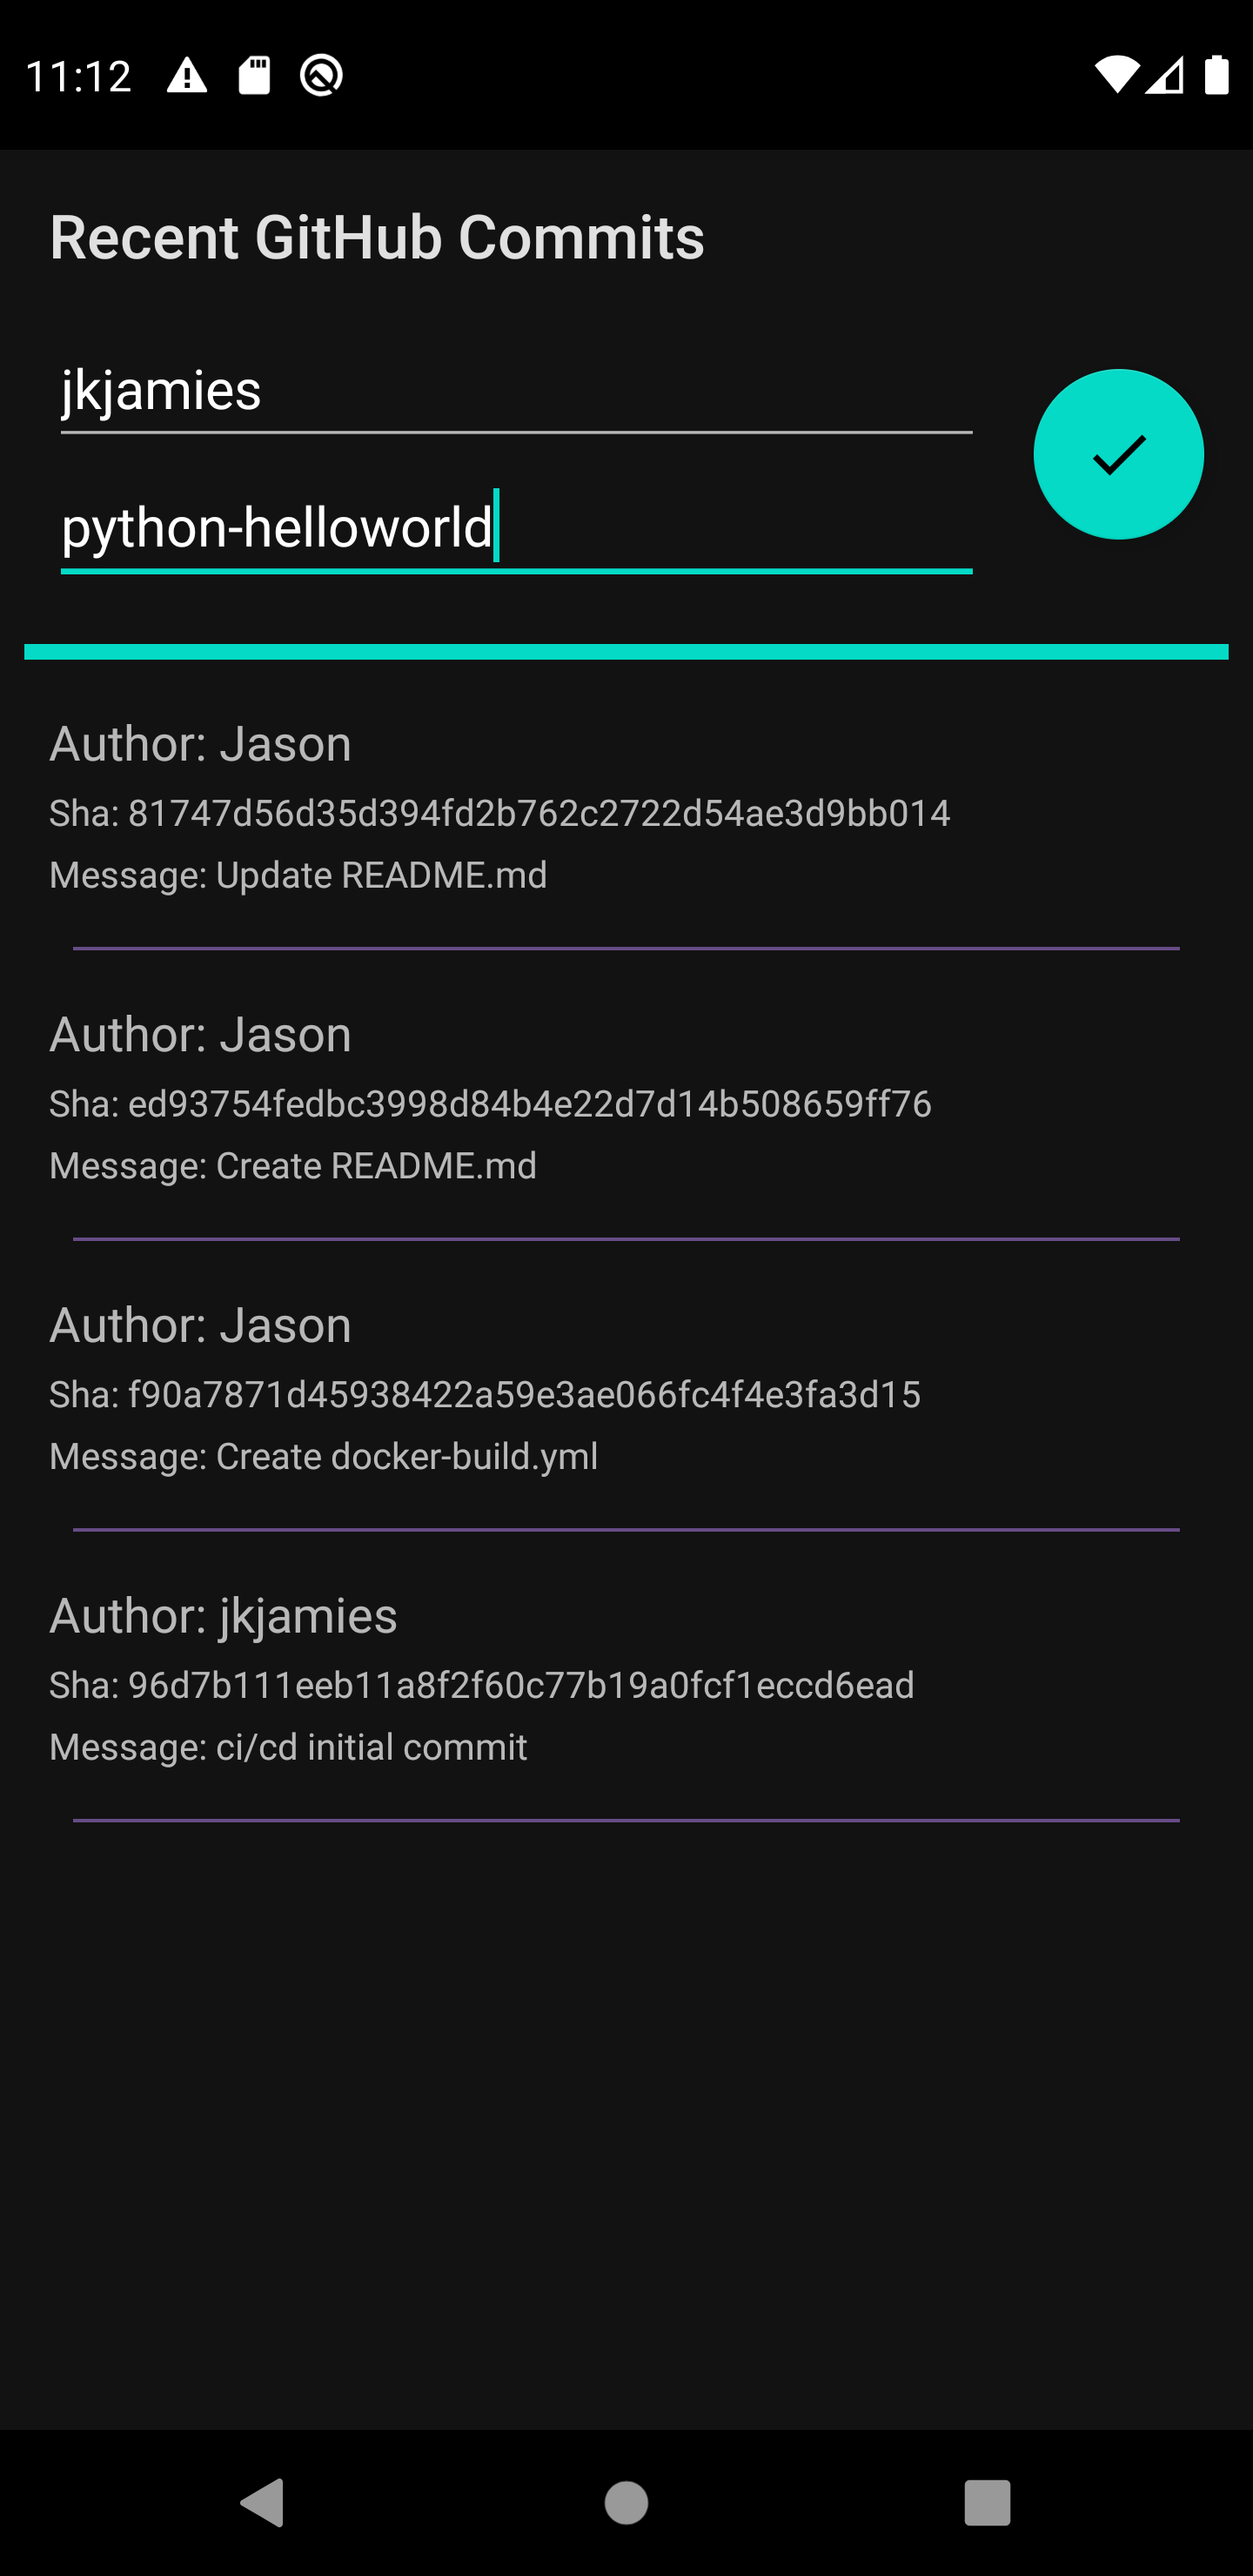 11:12
Recent GitHub Commits
jkjamies
python-helloworld
Author: Jason
Sha: 81747d56d35d394fd2b762c2722d54ae3d9bb014
Message: Update README.md
Author: Jason
Sha: ed93754fedbc3998d84b4e22d7d14b508659ff76
Message: Create README.md
Author: Jason
Sha: f90a7871d45938422a59e3ae066fc4f4e3fa3d15
Message: Create docker-build.yml
Author: jkjamies
Sha: 96d7b111eeb11a8f2f60c77b19a0fcf1eccd6ead
Message: ci/cd initial commit